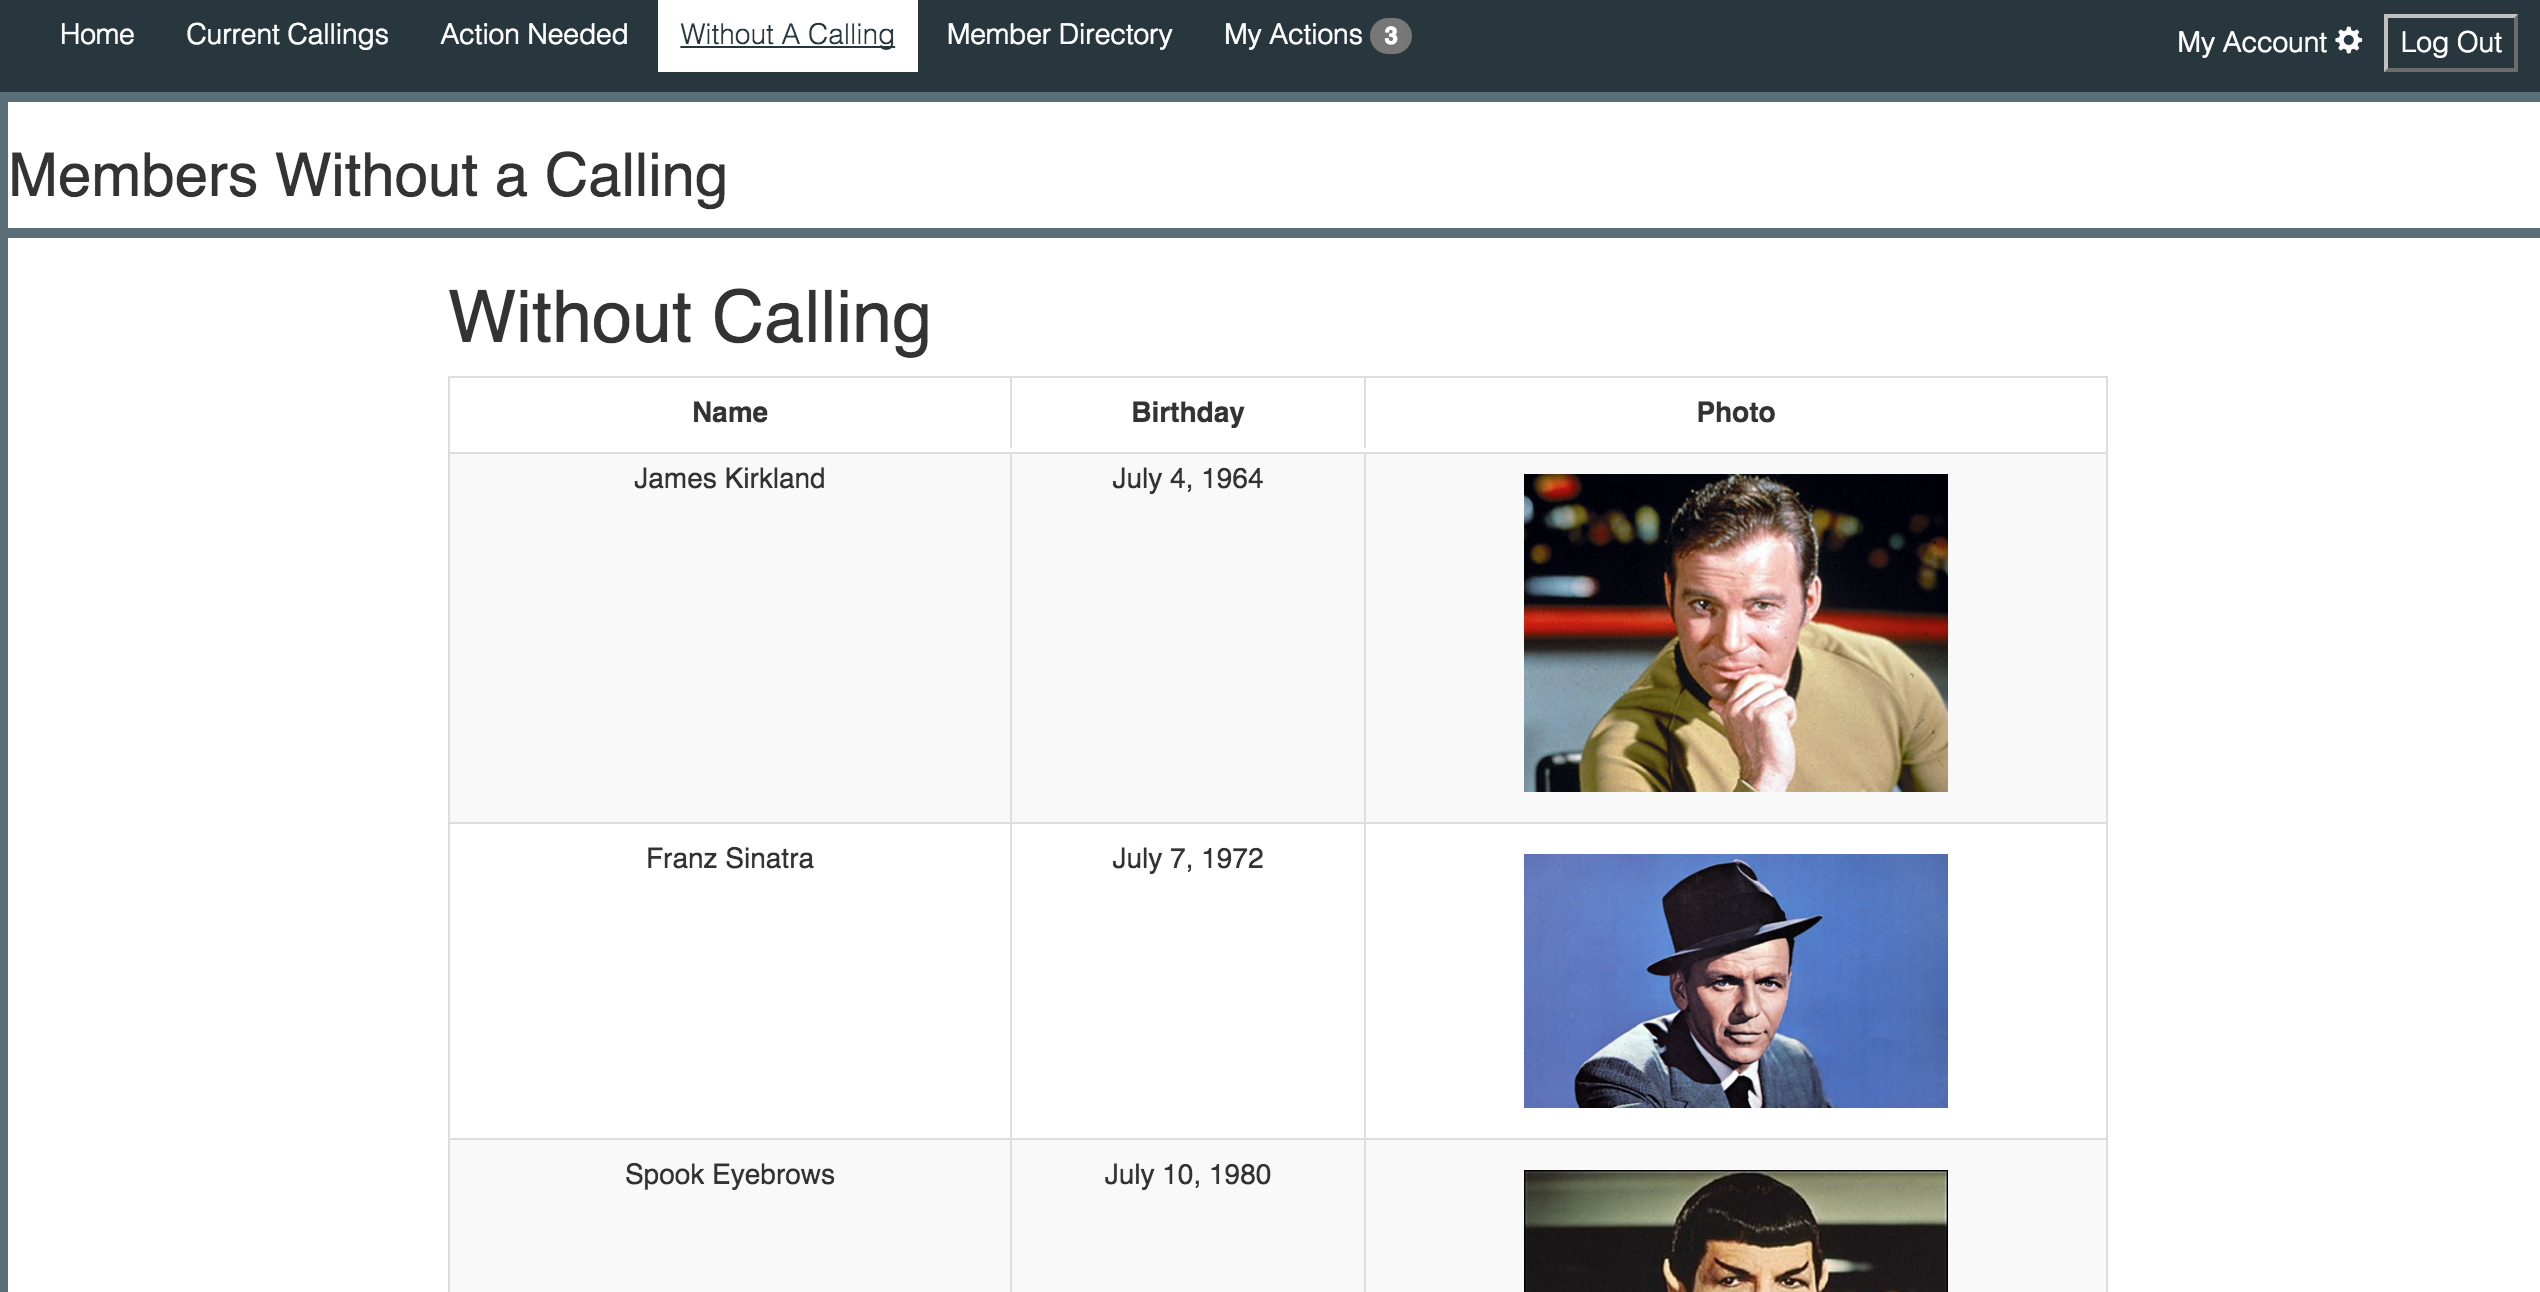 Home Current Callings Action Needed Without A Calling Member Directory My Actions 3 My Account Log Out
Members Without a Calling
Without Calling
Name Birthday Photo
James Kirkland July 4, 1964
Franz Sinatra July 7, 1972
Spook Eyebrows July 10, 1980